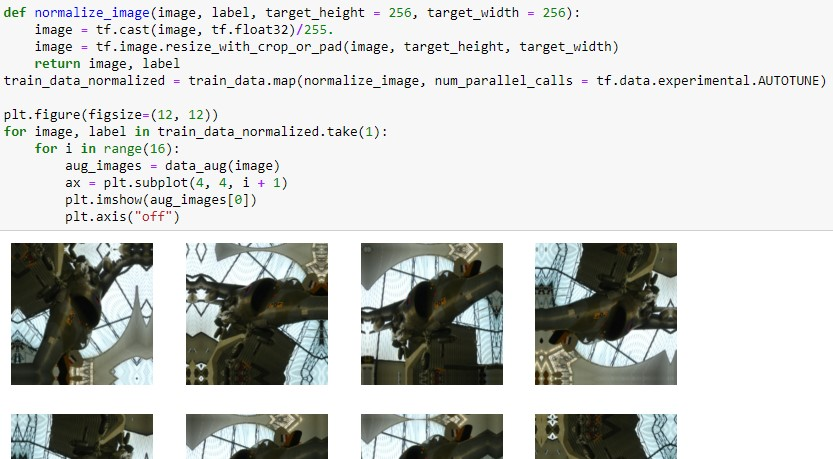 def normalize_image(image, label, target_height = 256, target_width = 256):
    image = tf.cast(image, tf.float32)/255.
    image = tf.image.resize_with_crop_or_pad(image, target_height, target_width)
    return image, label
train_data_normalized = train_data.map(normalize_image, num_parallel_calls = tf.data.experimental.AUTOTUNE)
plt.figure(figsize=(12, 12))
for image, label in train_data_normalized.take(1):
    for i in range(16):
        aug_images = data_aug(image)
        ax = plt.subplot(4, 4, i + 1)
        plt.imshow(aug_images[0])
        plt.axis("off")